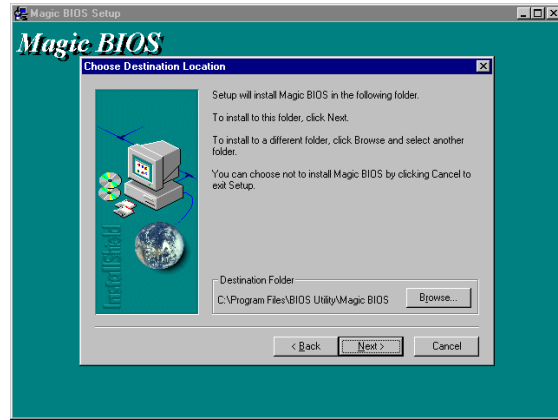 Magic BIOS Setup
Magic BIOS
Choose Destination Location
Setup will install Magic BIOS in the following folder.
To install to this folder, click Next.
To install to a different folder, click Browse and select another
folder.
You can choose not to install Magic BIOS by clicking Cancel to
exit Setup.
InstallShield
Destination Folder
C:\Program Files\BIOS Utility\Magic BIOS
Browse...
< Back
Next >
Cancel